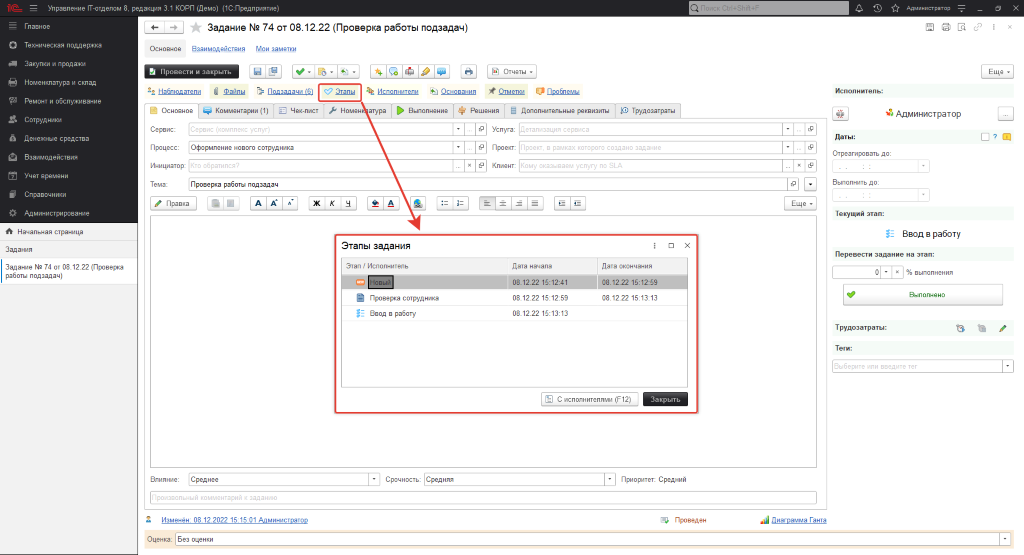 Управление IT-отделом 8, редакция 3.1 КОРП (Демо) (1С:Предприятие)
Поиск Ctrl+Shift+F
Администратор
Главное
Техническая поддержка
Закупки и продажи
Номенклатура и склад
Ремонт и обслуживание
Сотрудники
Денежные средства
Взаимодействия
Учет времени
Справочники
Администрирование
Начальная страница
Задания
Задание № 74 от 08.12.22 (Проверка
работы подзадач)
Задание № 74 от 08.12.22 (Проверка работы подзадач)
Основное Взаимодействия Мои заметки
Провести и закрыть Отчеты Еще
Наблюдатели Файлы Подзадачи (6) Этапы Исполнители Основания Отметки Проблемы
Основное Комментарии (1) Чек-лист Номенклатура Выполнение Решения Дополнительные реквизиты Трудозатраты
Сервис: Сервис (комплекс услуг) Услуга: Детализация сервиса
Процесс: Оформление нового сотрудника Проект: Проект, в рамках которого создано задание
Инициатор: Кто обратился? Клиент: Кому оказываем услугу по SLA
Тема: Проверка работы подзадач
Правка А А А Ж К Ч А Еще
Этапы задания
Этап / Исполнитель Дата начала Дата окончания
Новый 08.12.22 15:12:41 08.12.22 15:12:59
Проверка сотрудника 08.12.22 15:12:59 08.12.22 15:13:13
Ввод в работу 08.12.22 15:13:13
С исполнителями (F12) Закрыть
Влияние: Среднее Срочность: Средняя Приоритет: Средний
Произвольный комментарий к заданию
Изменён: 08.12.2022 15:15:01 Администратор Проведен Диаграмма Ганта
Оценка: Без оценки
Исполнитель:
Администратор
Даты: ?
Отреагировать до:
Выполнить до:
Текущий этап:
Ввод в работу
Перевести задание на этап:
0 % выполнения
Выполнено
Трудозатраты:
Теги:
Выберите или введите тег